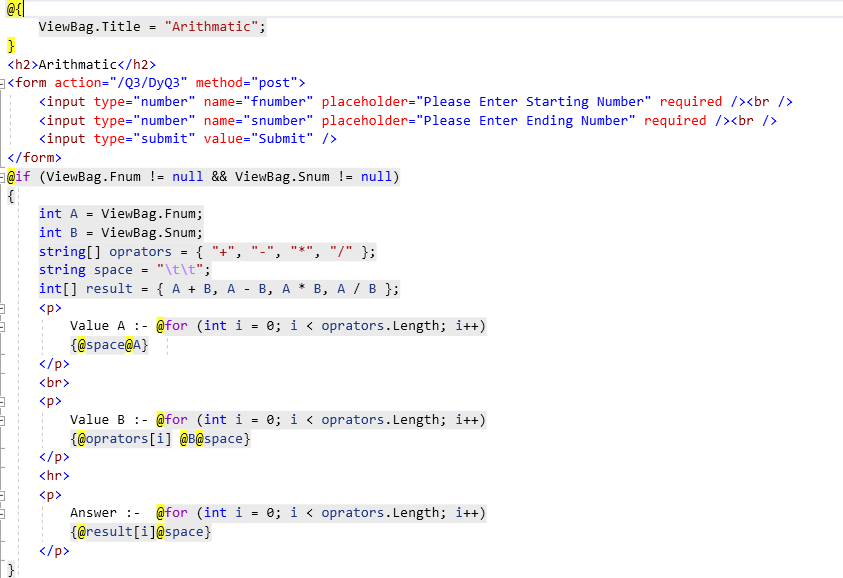 @{
    ViewBag.Title = "Arithmatic";
}
<h2>Arithmatic</h2>
<form action="/Q3/DyQ3" method="post">
    <input type="number" name="fnumber" placeholder="Please Enter Starting Number" required /><br />
    <input type="number" name="snumber" placeholder="Please Enter Ending Number" required /><br />
    <input type="submit" value="Submit" />
</form>
@if (ViewBag.Fnum != null && ViewBag.Snum != null)
{
    int A = ViewBag.Fnum;
    int B = ViewBag.Snum;
    string[] oprators = { "+", "-", "*", "/" };
    string space = "\t\t";
    int[] result = { A + B, A - B, A * B, A / B };
    <p>
        Value A :- @for (int i = 0; i < oprators.Length; i++)
        {@space@A}
    </p>
    <br>
    <p>
        Value B :- @for (int i = 0; i < oprators.Length; i++)
        {@oprators[i] @B@space}
    </p>
    <hr>
    <p>
        Answer :-  @for (int i = 0; i < oprators.Length; i++)
        {@result[i]@space}
    </p>
}